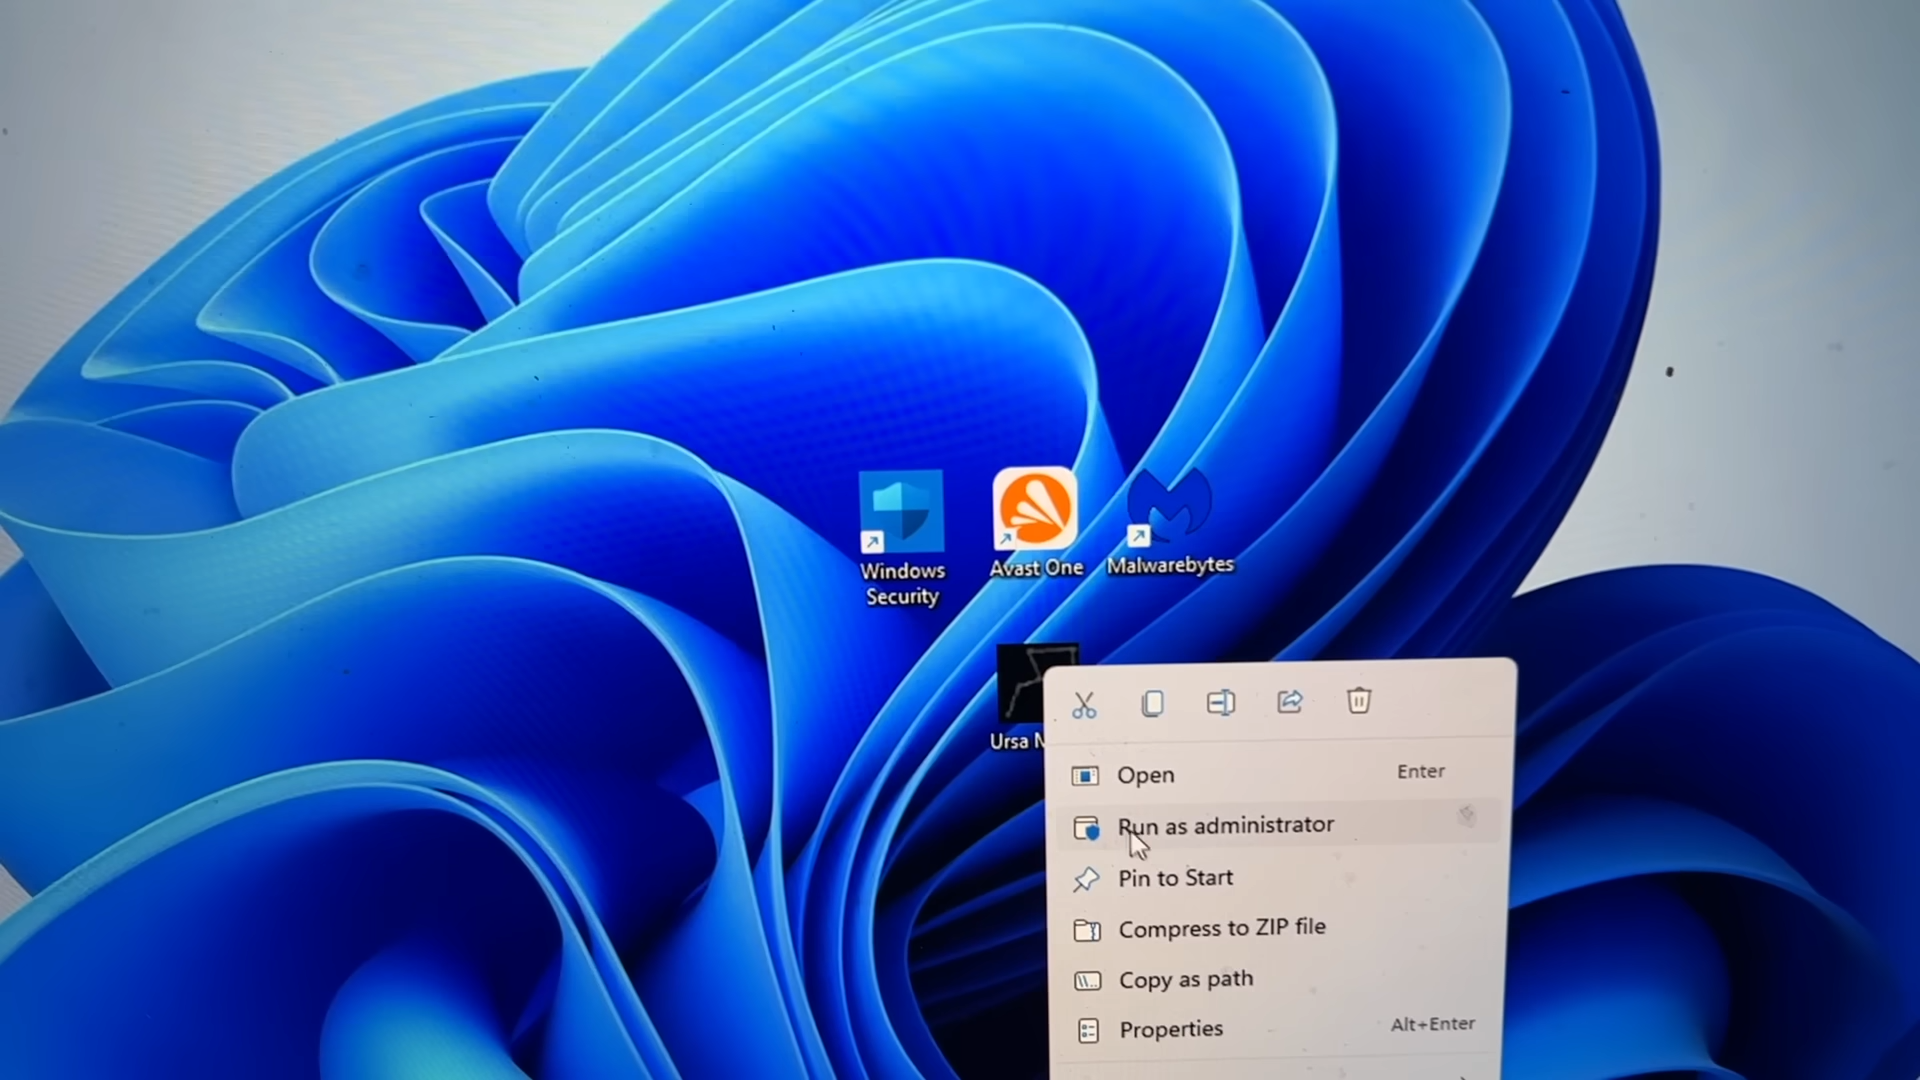 Windows
Security
Avast One
Malwarebytes
Ursa
Open Enter
Run as administrator
Pin to Start
Compress to ZIP file
Copy as path
Properties Alt+Enter